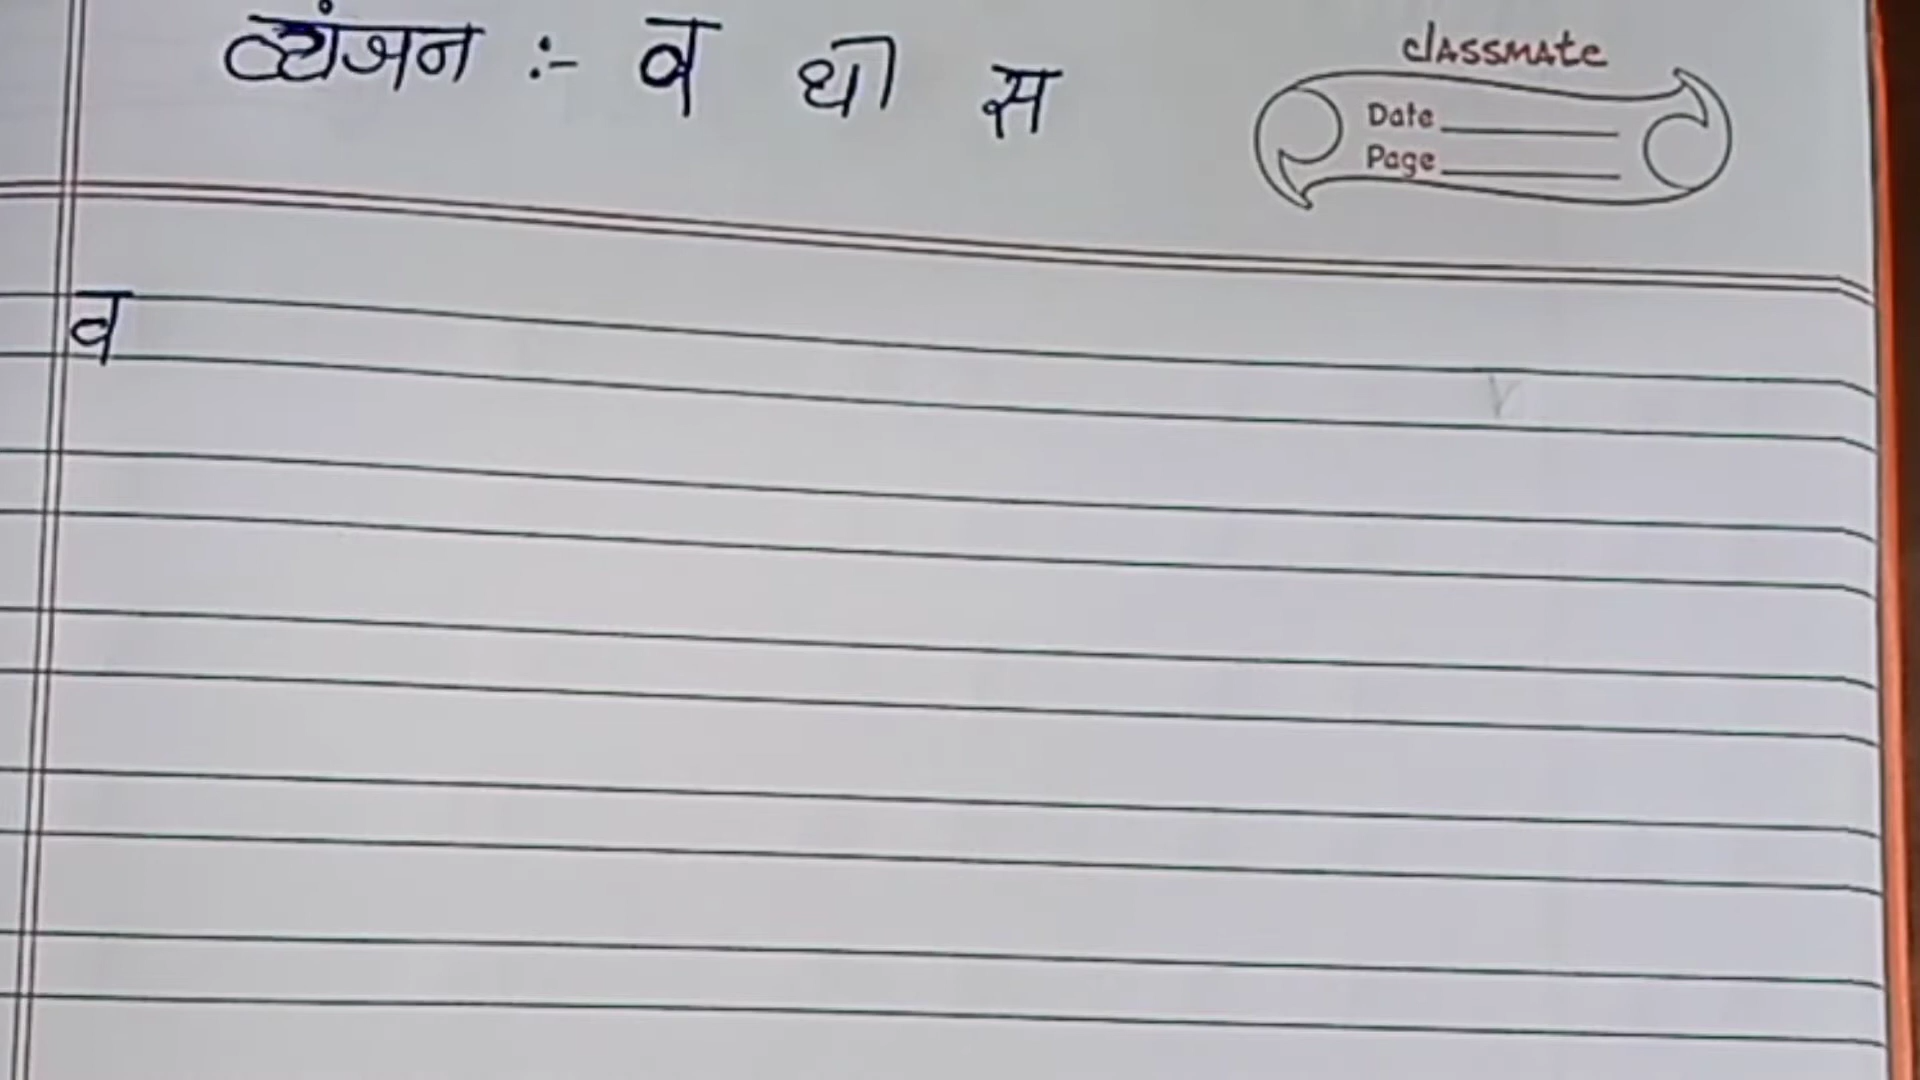 व्यंजन :- व श स
classmate
Date
Page
व